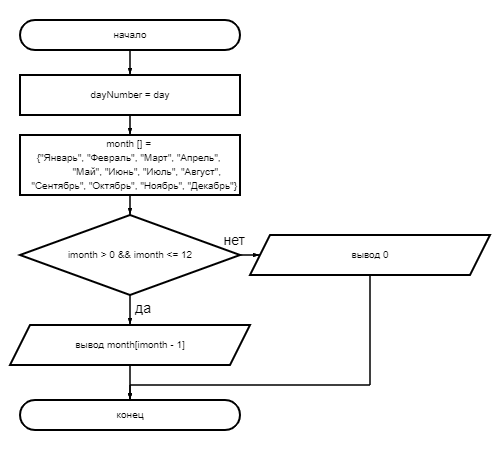 начало
dayNumber = day
month [] =
{"Январь", "Февраль", "Март", "Апрель",
"Май", "Июнь", "Июль", "Август",
"Сентябрь", "Октябрь", "Ноябрь", "Декабрь"}
imonth > 0 && imonth <= 12
нет
вывод 0
да
вывод month[imonth - 1]
конец